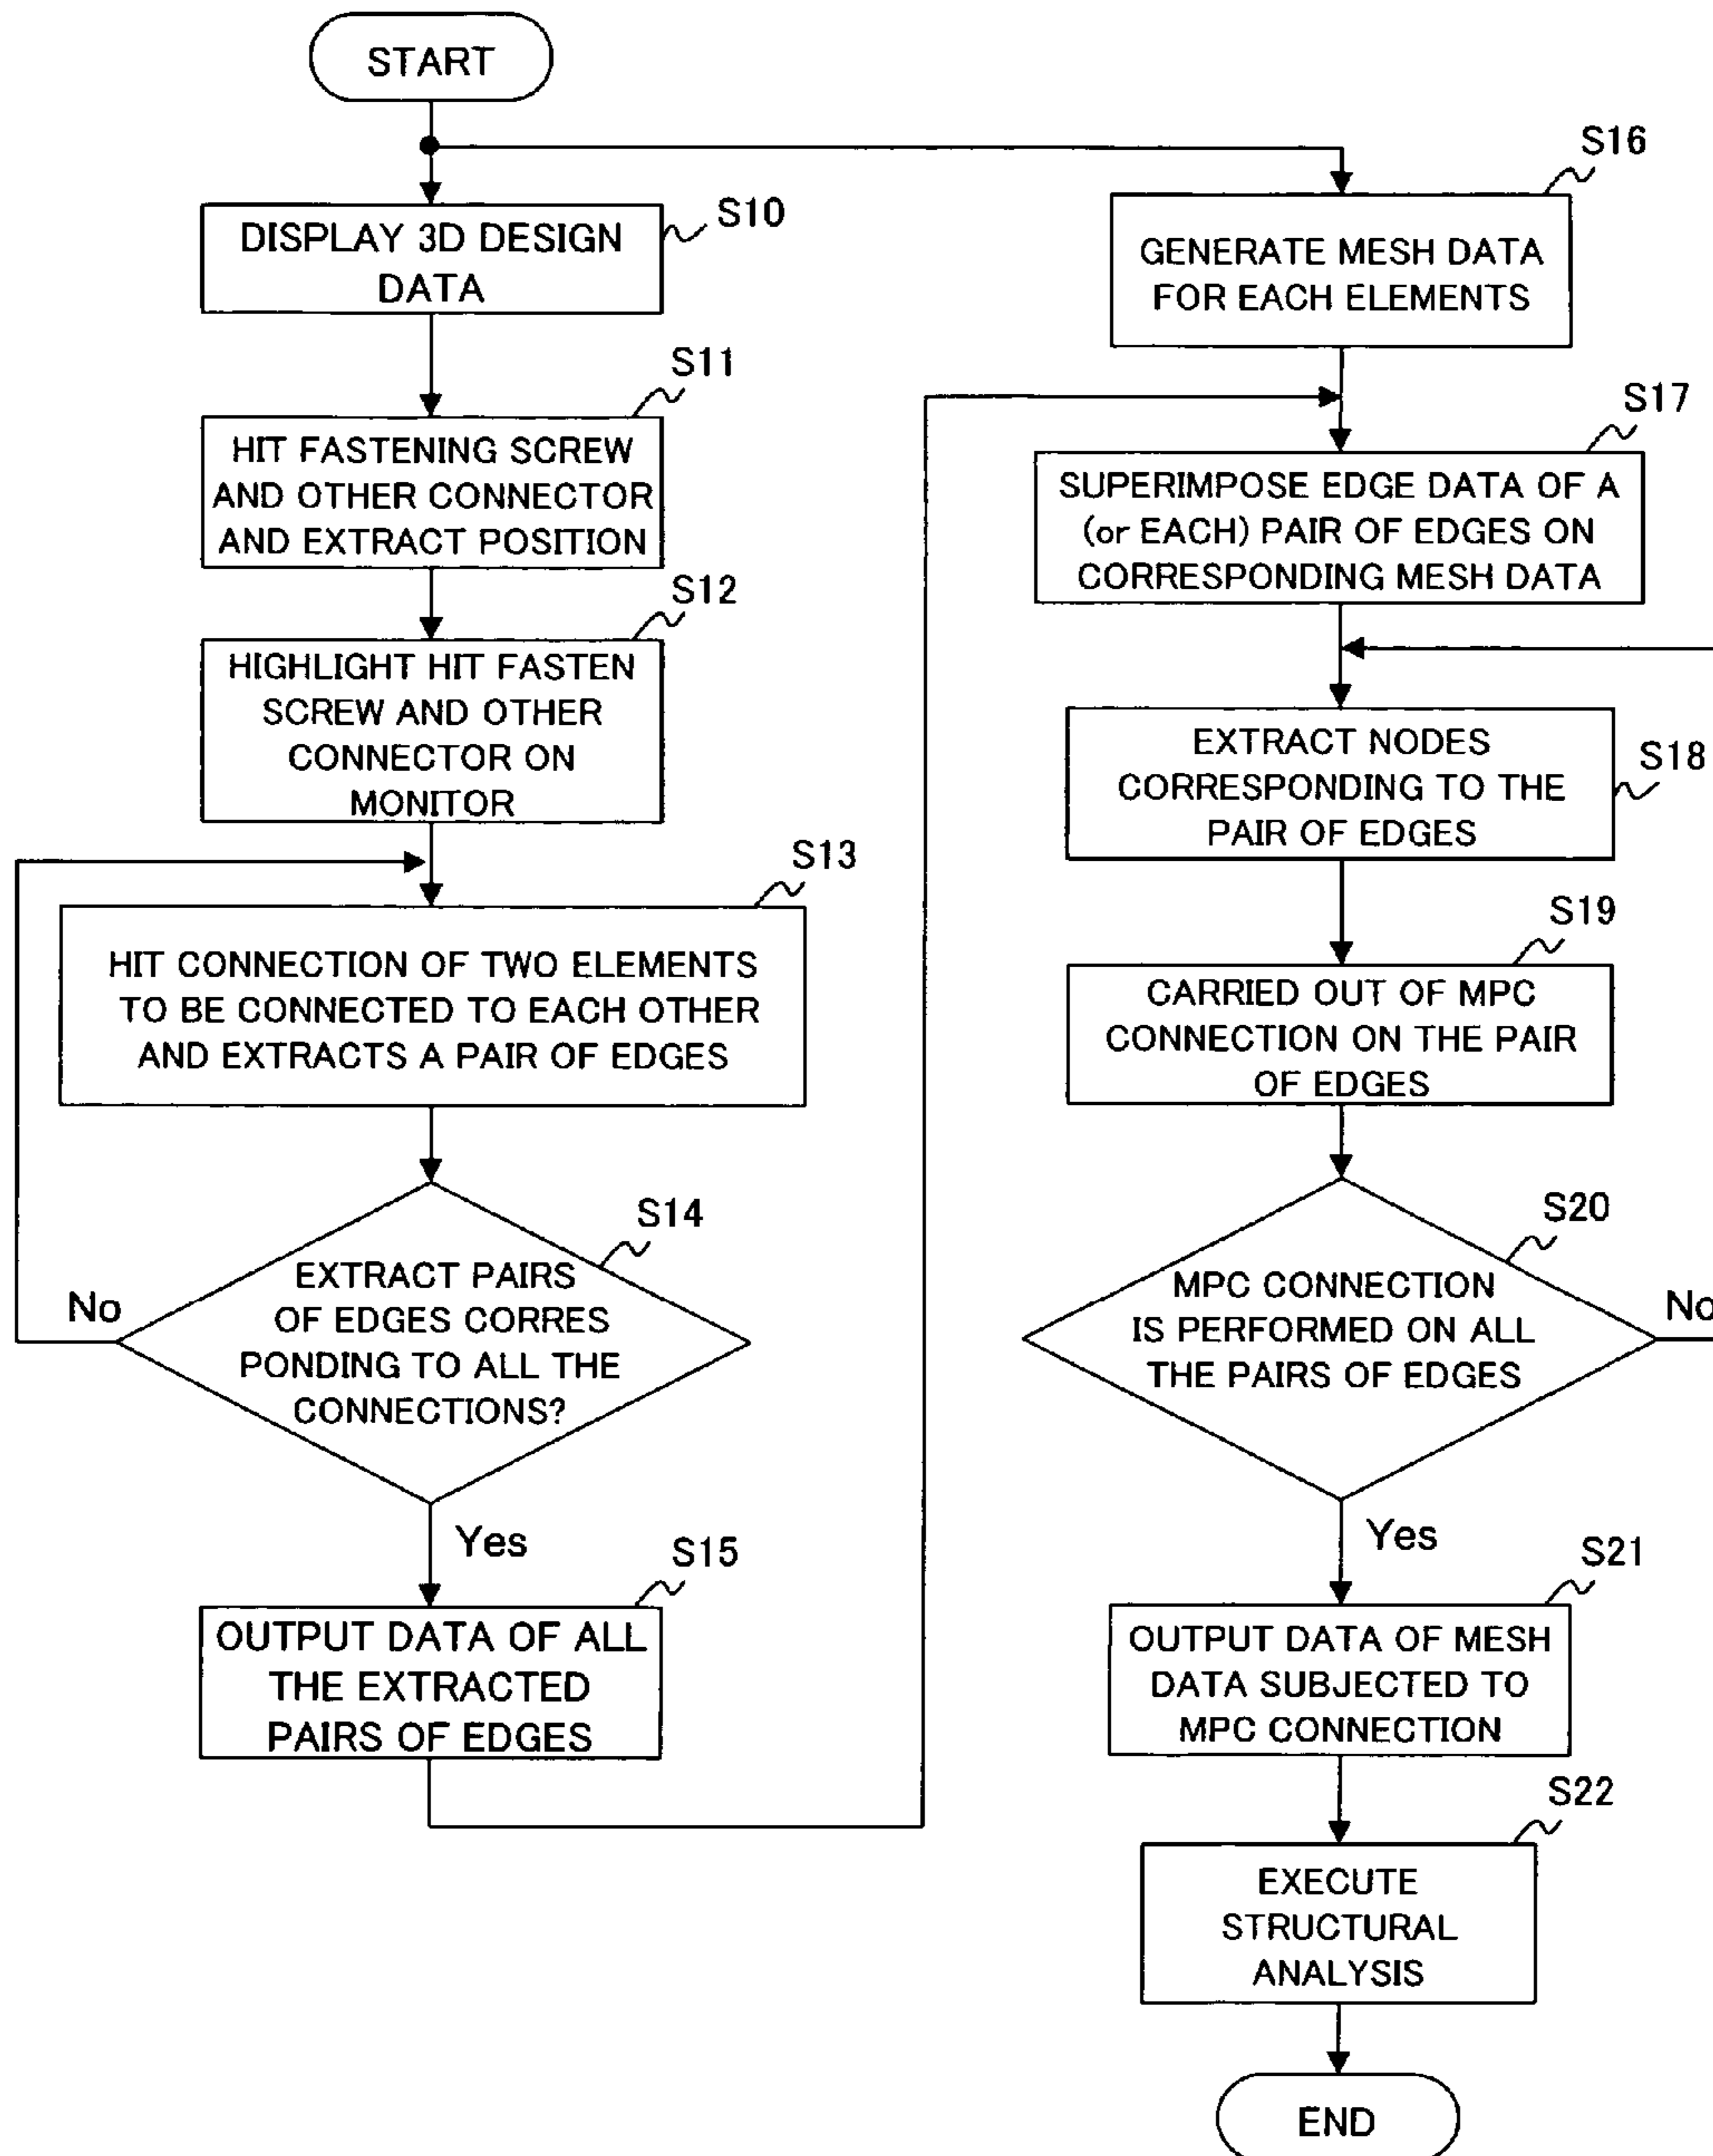 START
S10
DISPLAY 3D DESIGN
DATA
S11
HIT FASTENING SCREW
AND OTHER CONNECTOR
AND EXTRACT POSITION
S12
HIGHLIGHT HIT FASTEN
SCREW AND OTHER
CONNECTOR ON
MONITOR
S13
HIT CONNECTION OF TWO ELEMENTS
TO BE CONNECTED TO EACH OTHER
AND EXTRACTS A PAIR OF EDGES
S14
EXTRACT PAIRS
OF EDGES CORRES
PONDING TO ALL THE
CONNECTIONS?
No
Yes
S15
OUTPUT DATA OF ALL
THE EXTRACTED
PAIRS OF EDGES
S16
GENERATE MESH DATA
FOR EACH ELEMENTS
S17
SUPERIMPOSE EDGE DATA OF A
(or EACH) PAIR OF EDGES ON
CORRESPONDING MESH DATA
S18
EXTRACT NODES
CORRESPONDING TO THE
PAIR OF EDGES
S19
CARRIED OUT OF MPC
CONNECTION ON THE PAIR
OF EDGES
S20
MPC CONNECTION
IS PERFORMED ON ALL
THE PAIRS OF EDGES
No
Yes
S21
OUTPUT DATA OF MESH
DATA SUBJECTED TO
MPC CONNECTION
S22
EXECUTE
STRUCTURAL
ANALYSIS
END